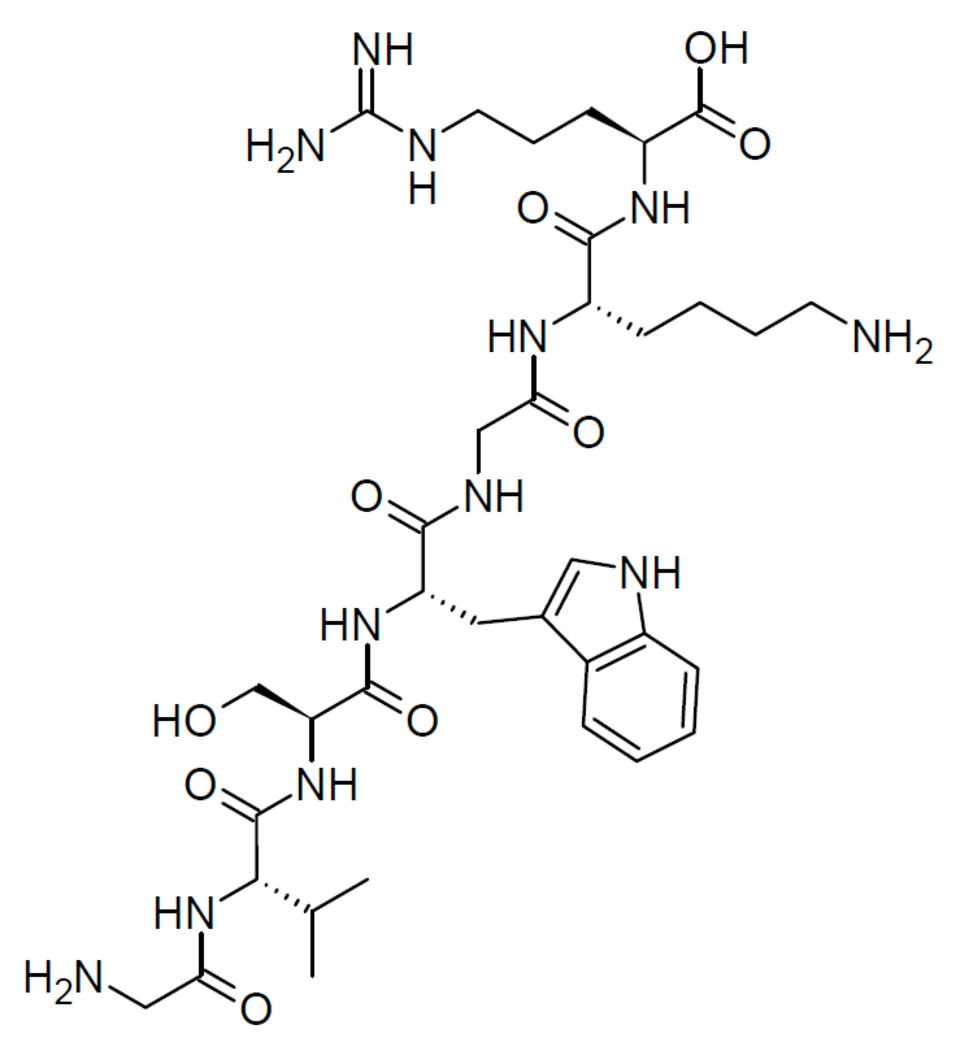 NH OH
H₂N N H O
O NH
HN NH₂
O
O NH
NH
HN
HO O
O NH
HN
H₂N O